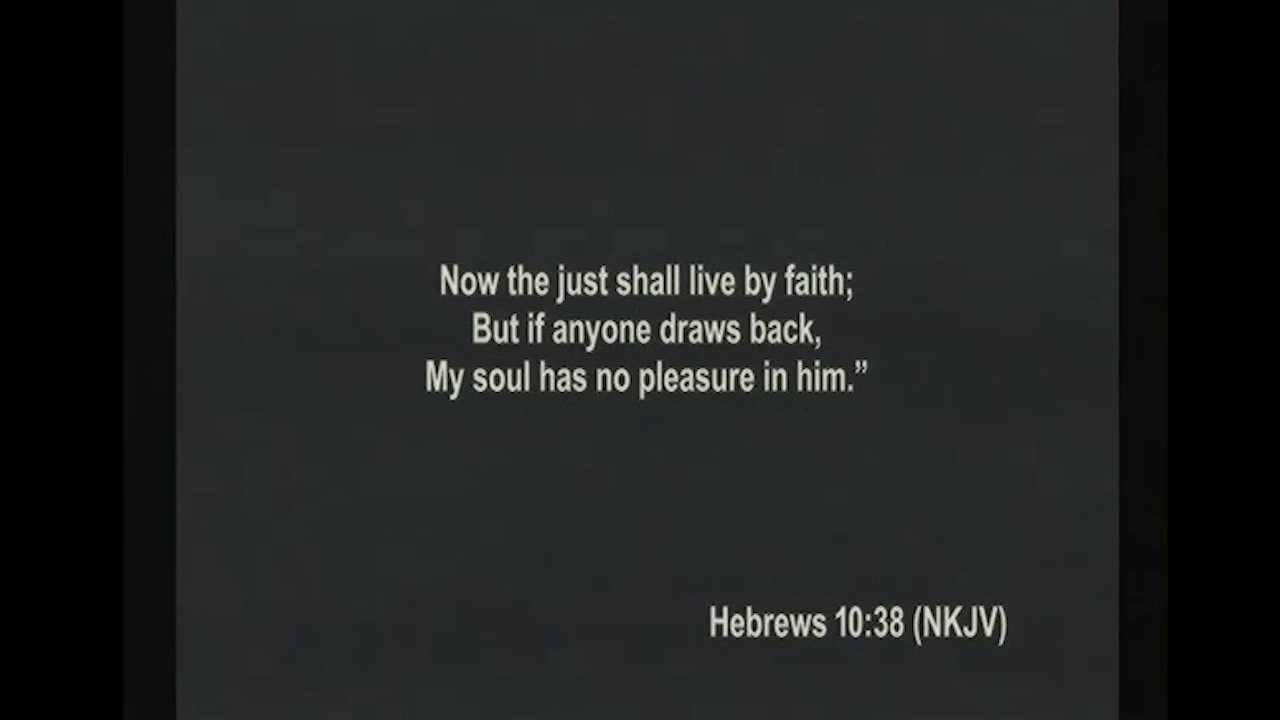 Now the just shall live by faith;
But if anyone draws back,
My soul has no pleasure in him.”
Hebrews 10:38 (NKJV)